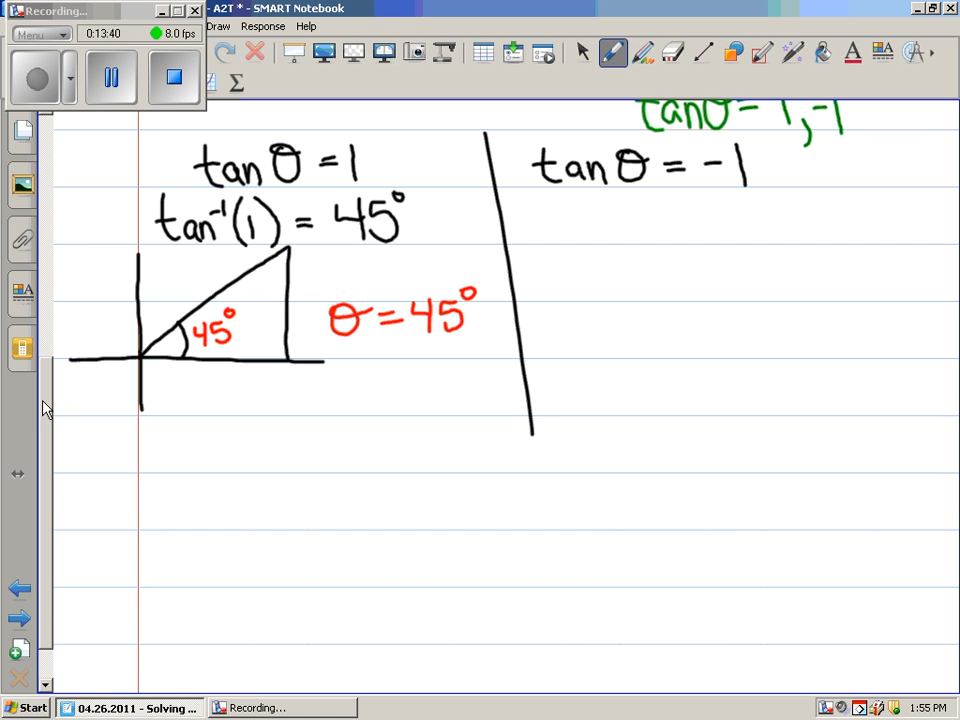 Recording...
Menu
0:13:40
8.0 fps
- A2T * - SMART Notebook
Draw Response Help
tanθ = 1, -1
tan θ = 1
tan⁻¹(1) = 45°
45°
θ = 45°
tan θ = -1
Start
04.26.2011 - Solving ...
Recording...
1:55 PM